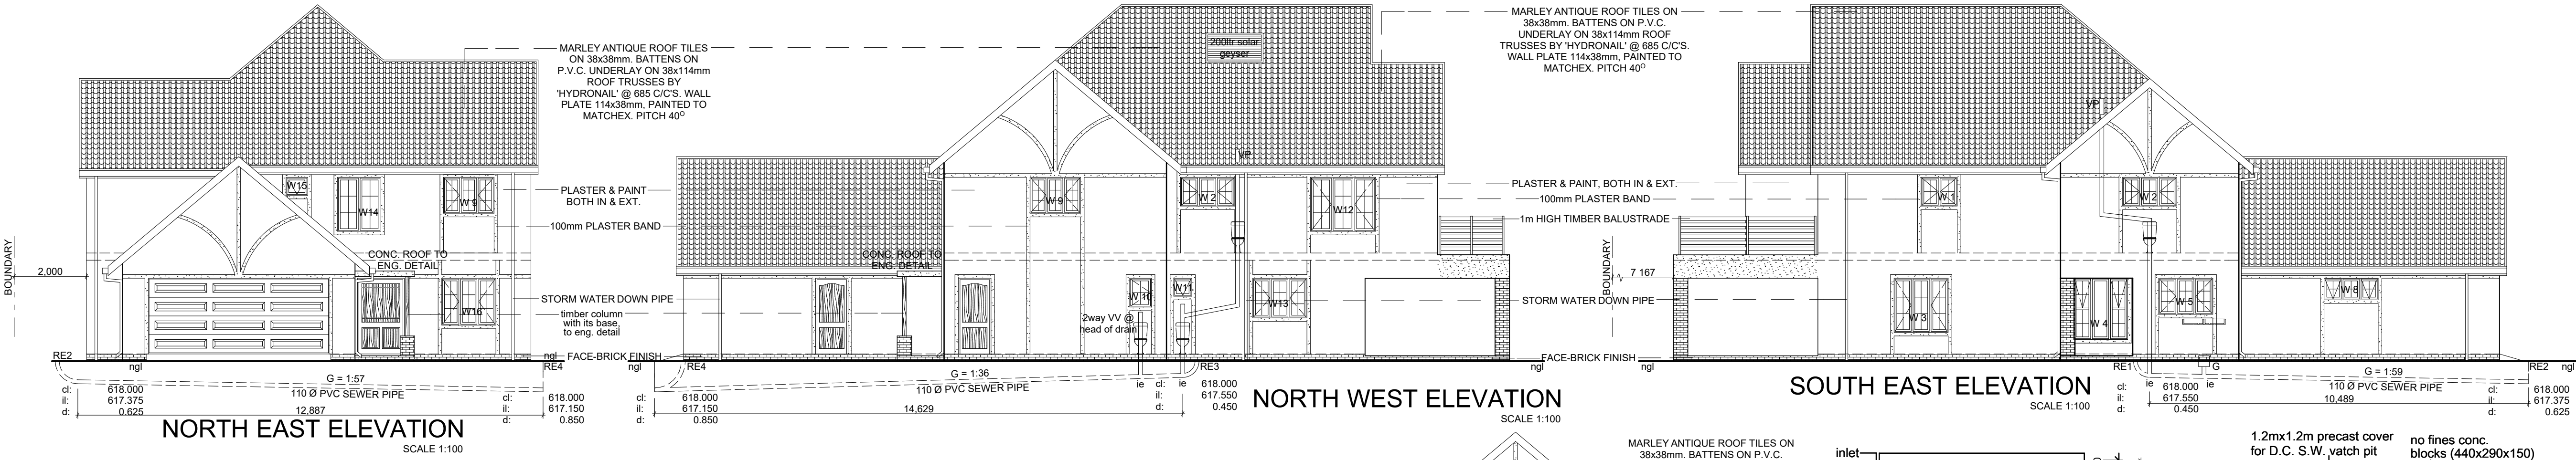 MARLEY ANTIQUE ROOF TILES
ON 38x38mm. BATTENS ON
P.V.C. UNDERLAY ON 38x114mm
ROOF TRUSSES BY
'HYDRONAIL' @ 685 C/C'S. WALL
PLATE 114x38mm, PAINTED TO
MATCHEX. PITCH 40O
W15
W14
W 9
PLASTER & PAINT
BOTH IN & EXT.
100mm PLASTER BAND
BOUNDARY
2,000
CONC. ROOF TO
ENG. DETAIL
W16
STORM WATER DOWN PIPE
timber column
with its base,
to eng. detail
FACE-BRICK FINISH
RE2
ngl
ngl
RE4
G = 1:57
110 Ø PVC SEWER PIPE
cl: 618.000
il: 617.375
d: 0.625
12,887
cl: 618.000
il: 617.150
d: 0.850
NORTH EAST ELEVATION
SCALE 1:100
200ltr solar
geyser
VP
W 9
W 2
W12
CONC. ROOF TO
ENG. DETAIL
W 10
W11
W13
2way VV @
head of drain
ngl
RE4
RE3
ngl
G = 1:36
110 Ø PVC SEWER PIPE
ie
ie
cl: 618.000
il: 617.150
d: 0.850
14,629
cl: 618.000
il: 617.550
d: 0.450
NORTH WEST ELEVATION
SCALE 1:100
MARLEY ANTIQUE ROOF TILES ON
38x38mm. BATTENS ON P.V.C.
UNDERLAY ON 38x114mm ROOF
TRUSSES BY 'HYDRONAIL' @ 685 C/C'S.
WALL PLATE 114x38mm, PAINTED TO
MATCHEX. PITCH 40O
PLASTER & PAINT, BOTH IN & EXT.
100mm PLASTER BAND
1m HIGH TIMBER BALUSTRADE
BOUNDARY
7 167
STORM WATER DOWN PIPE
FACE-BRICK FINISH
VP
W 1
W 2
W 3
W 4
W 5
W 8
ngl
RE1
G
RE2
ngl
G = 1:59
110 Ø PVC SEWER PIPE
ie
ie
cl: 618.000
il: 617.550
d: 0.450
10,489
cl: 618.000
il: 617.375
d: 0.625
SOUTH EAST ELEVATION
SCALE 1:100
MARLEY ANTIQUE ROOF TILES ON
38x38mm. BATTENS ON P.V.C.
inlet
1.2mx1.2m precast cover
for D.C. S.W. vatch pit
no fines conc.
blocks (440x290x150)